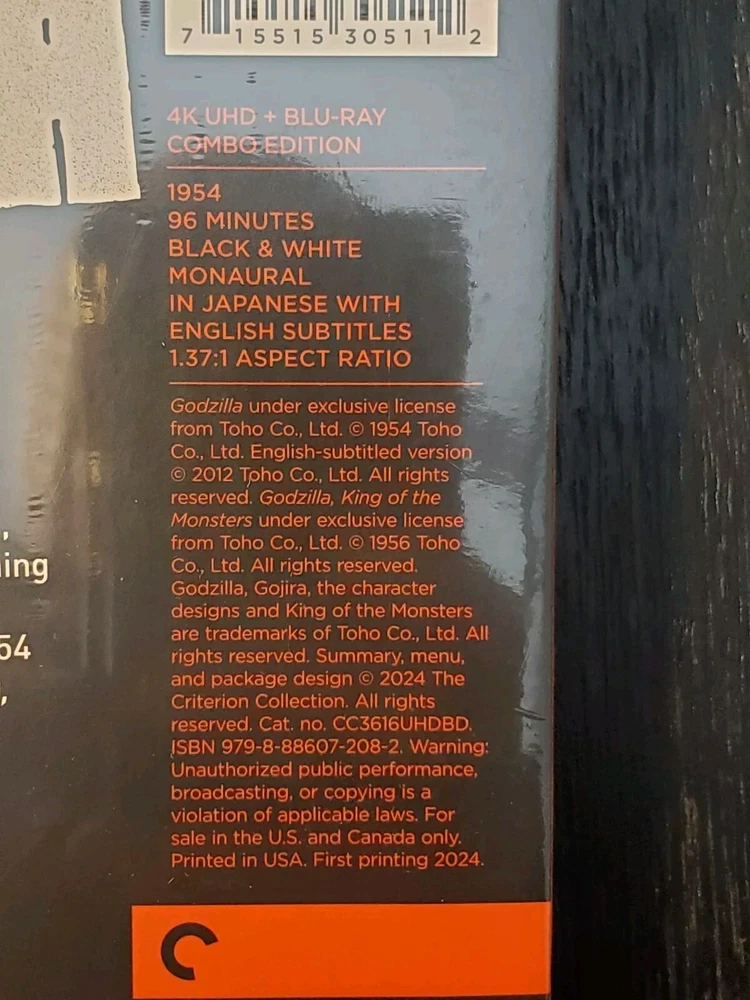 7 15515 30511 2
4K UHD + BLU-RAY
COMBO EDITION
1954
96 MINUTES
BLACK & WHITE
MONAURAL
IN JAPANESE WITH
ENGLISH SUBTITLES
1.37:1 ASPECT RATIO
Godzilla under exclusive license
from Toho Co., Ltd. © 1954 Toho
Co., Ltd. English-subtitled version
© 2012 Toho Co., Ltd. All rights
reserved. Godzilla, King of the
Monsters under exclusive license
from Toho Co., Ltd. © 1956 Toho
Co., Ltd. All rights reserved.
Godzilla, Gojira, the character
designs and King of the Monsters
are trademarks of Toho Co., Ltd. All
rights reserved. Summary, menu,
and package design © 2024 The
Criterion Collection. All rights
reserved. Cat. no. CC3616UHDBD.
ISBN 979-8-88607-208-2. Warning:
Unauthorized public performance,
broadcasting, or copying is a
violation of applicable laws. For
sale in the U.S. and Canada only.
Printed in USA. First printing 2024.
ing
54